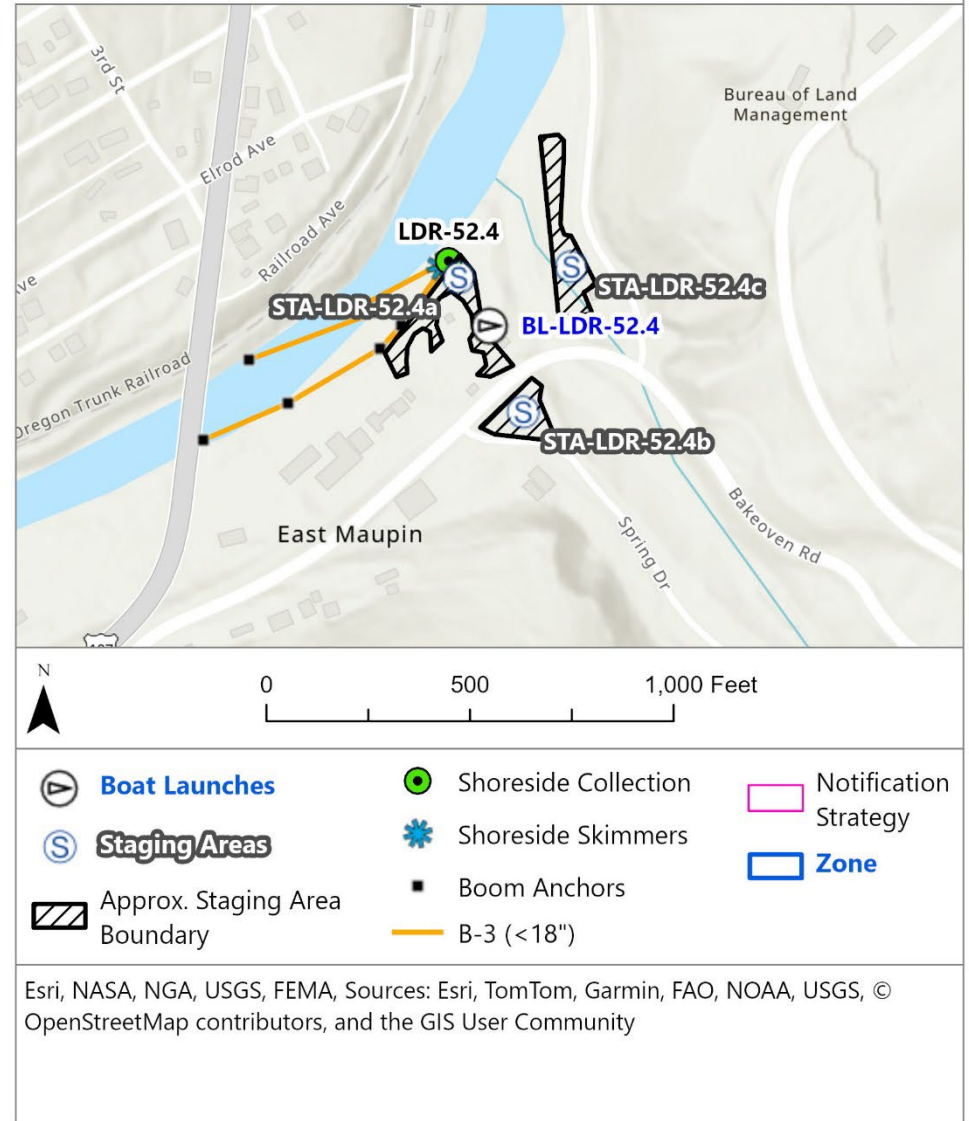 3rd St
Elrod Ave
Railroad Ave
Bureau of Land
Management
LDR-52.4
STA-LDR-52.4a
STA-LDR-52.4c
BL-LDR-52.4
Oregon Trunk Railroad
STA-LDR-52.4b
East Maupin
Spring Dr
Bakeoven Rd
N
0 500 1,000 Feet
Boat Launches
Staging Areas
Approx. Staging Area
Boundary
Shoreside Collection
Shoreside Skimmers
Boom Anchors
B-3 (<18")
Notification
Strategy
Zone
Esri, NASA, NGA, USGS, FEMA, Sources: Esri, TomTom, Garmin, FAO, NOAA, USGS, ©
OpenStreetMap contributors, and the GIS User Community